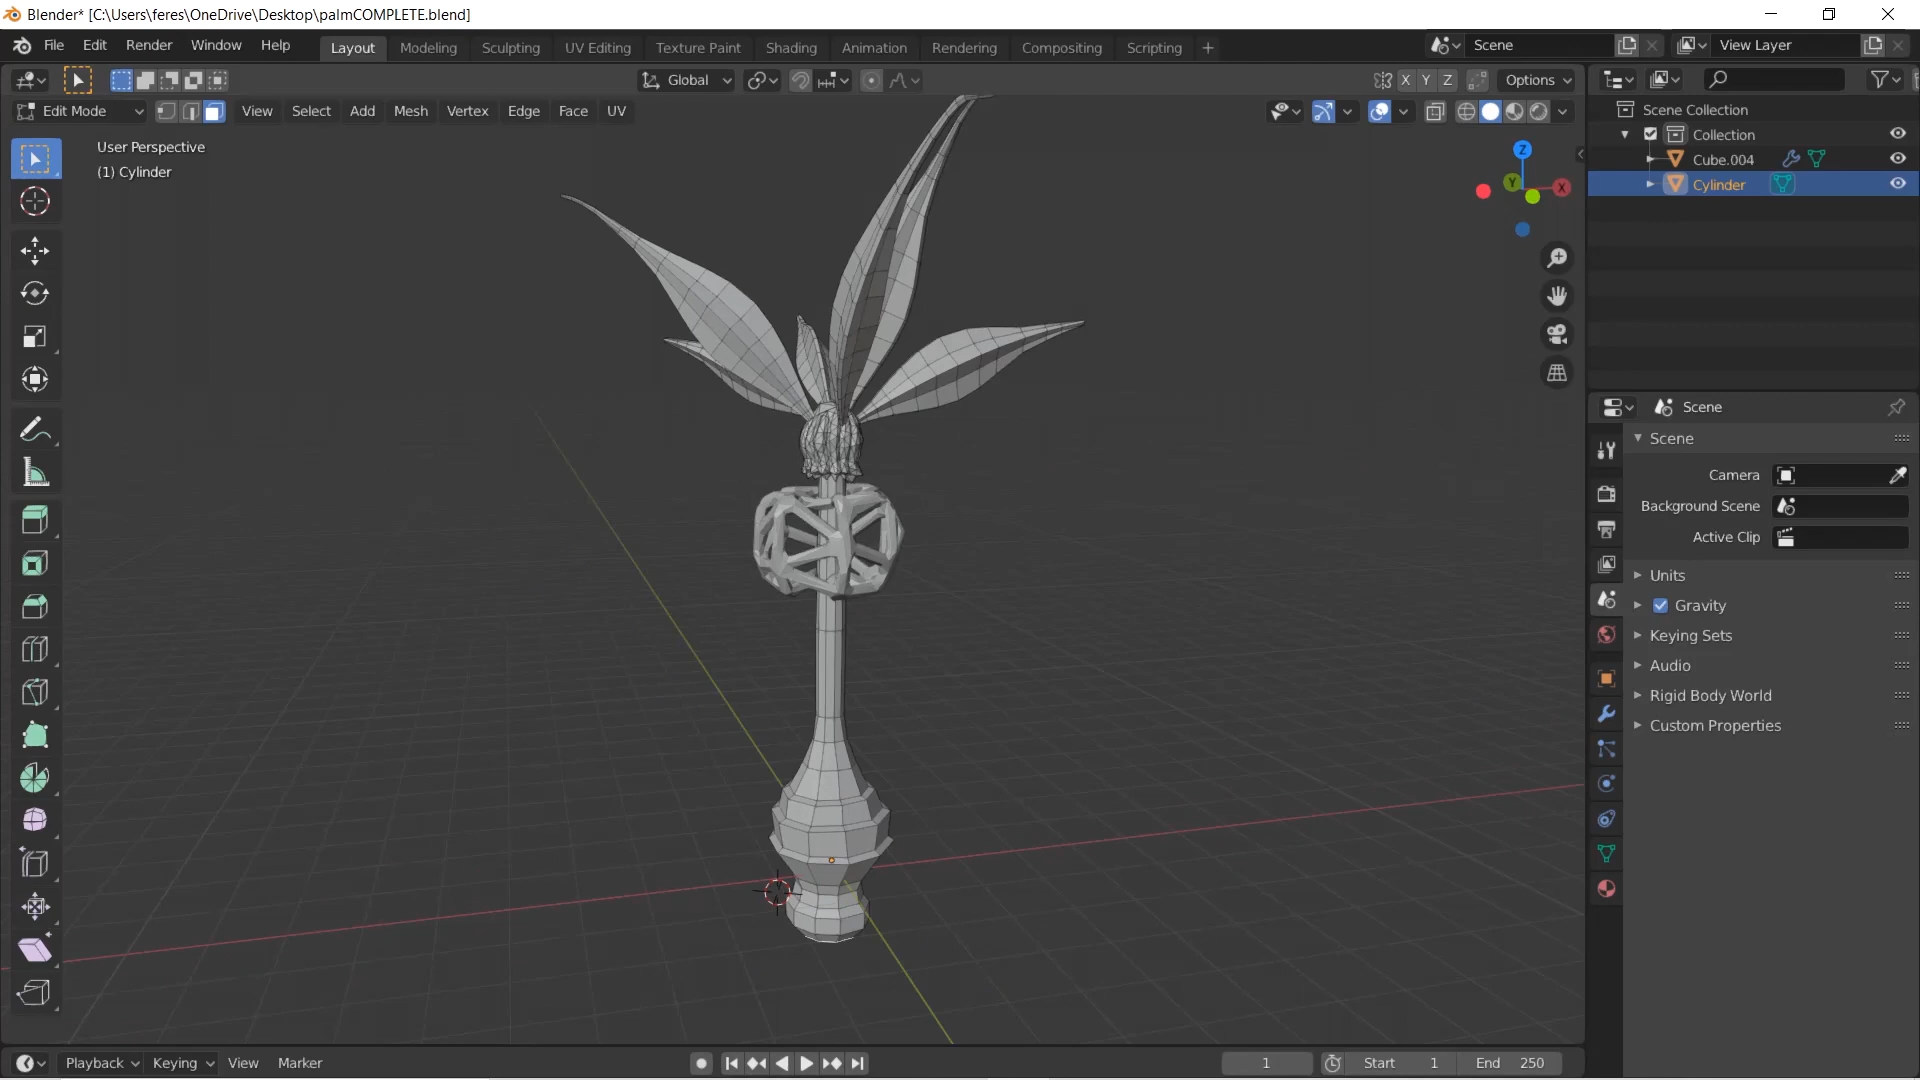 Blender* [C:\Users\feres\OneDrive\Desktop\palmCOMPLETE.blend]
File Edit Render Window Help Layout Modeling Sculpting UV Editing Texture Paint Shading Animation Rendering Compositing Scripting + Scene View Layer
Global X Y Z Options
Edit Mode View Select Add Mesh Vertex Edge Face UV
User Perspective
(1) Cylinder
Z
Y
X
Scene Collection
Collection
Cube.004
Cylinder
Scene
Scene
Camera
Background Scene
Active Clip
Units
Gravity
Keying Sets
Audio
Rigid Body World
Custom Properties
Playback Keying View Marker 1 Start 1 End 250